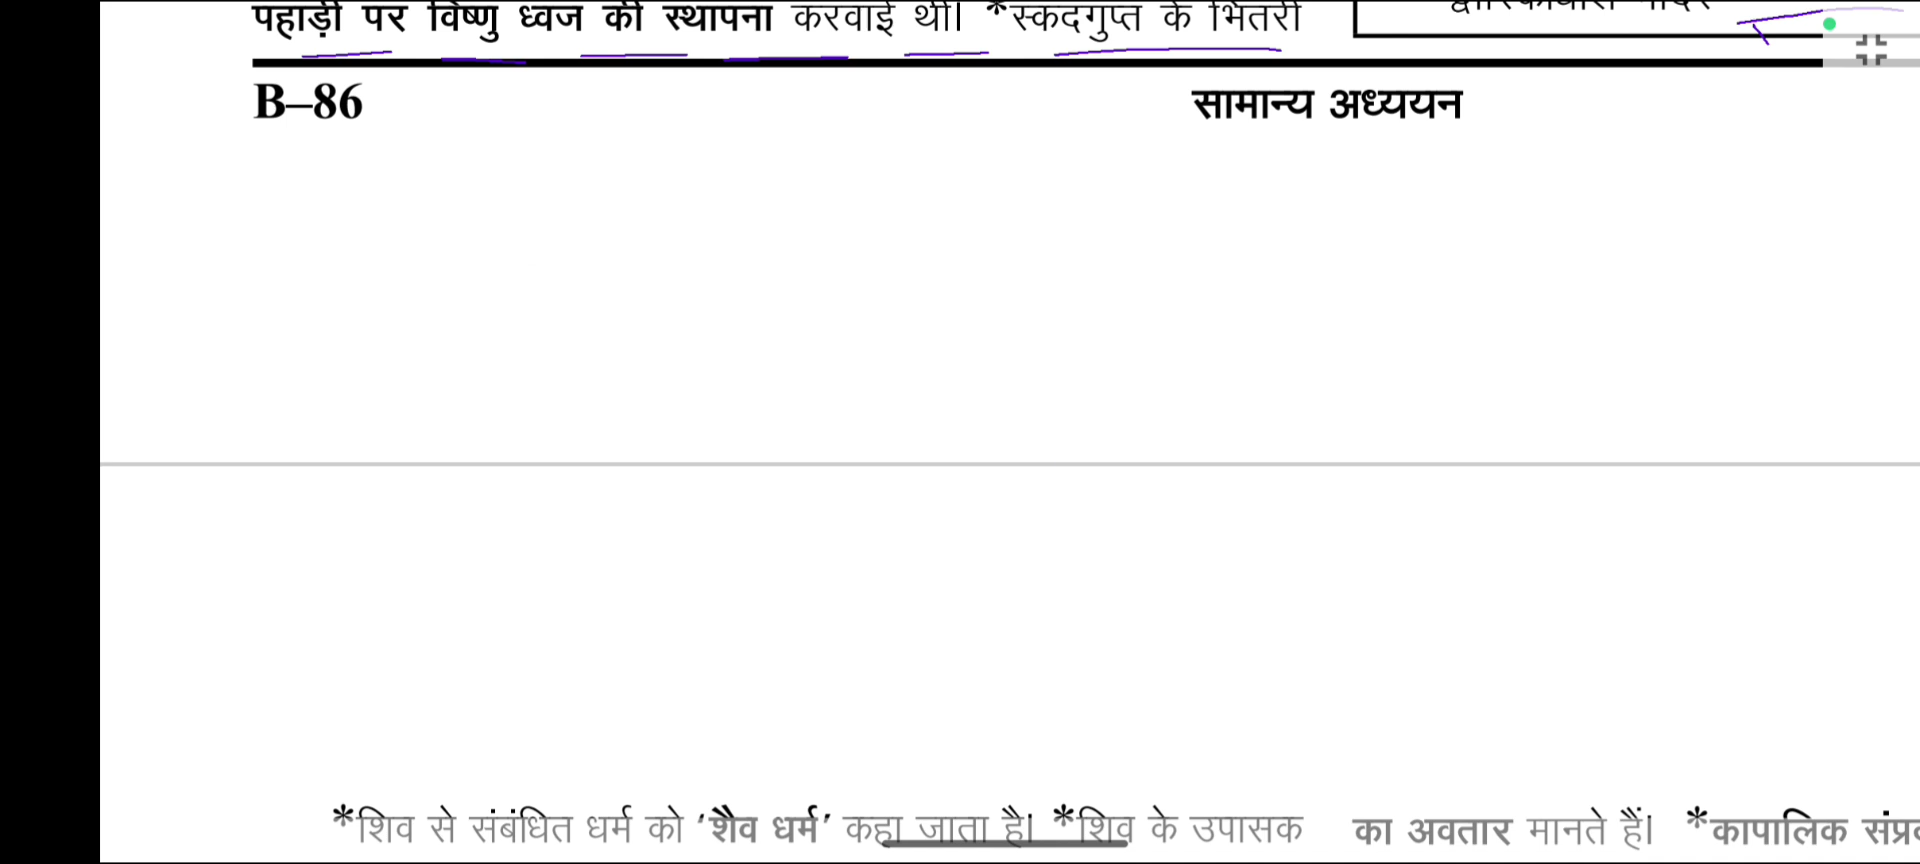 पहाड़ी पर विष्णु ध्वज की स्थापना करवाई थी। *स्कंदगुप्त के भितरी
B–86
सामान्य अध्ययन
*शिव से संबंधित धर्म को 'शैव धर्म' कहा जाता है। *शिव के उपासक
का अवतार मानते हैं। *कापालिक